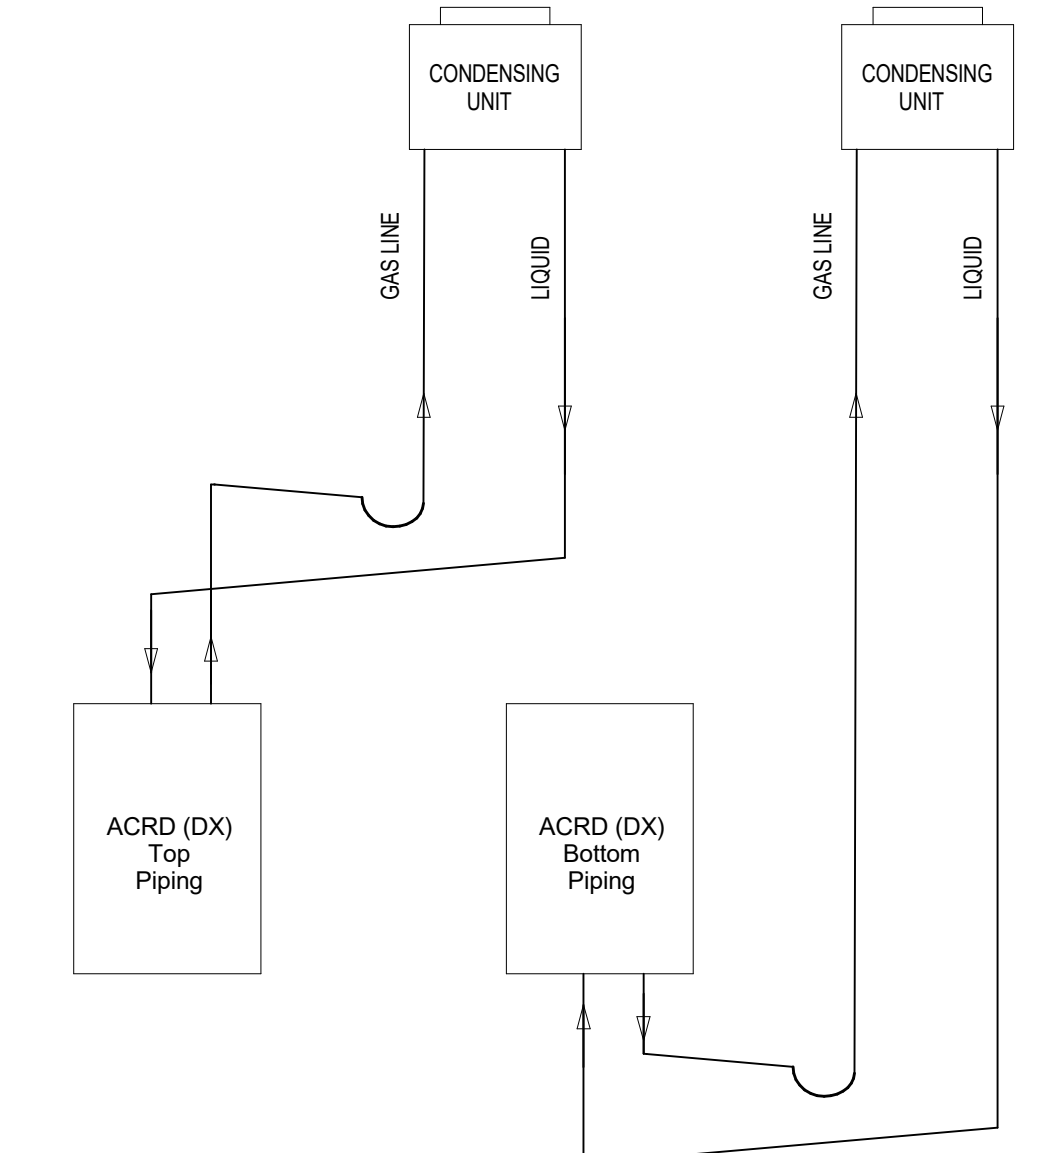 CONDENSING
UNIT
CONDENSING
UNIT
GAS LINE
LIQUID
GAS LINE
LIQUID
ACRD (DX)
Top
Piping
ACRD (DX)
Bottom
Piping